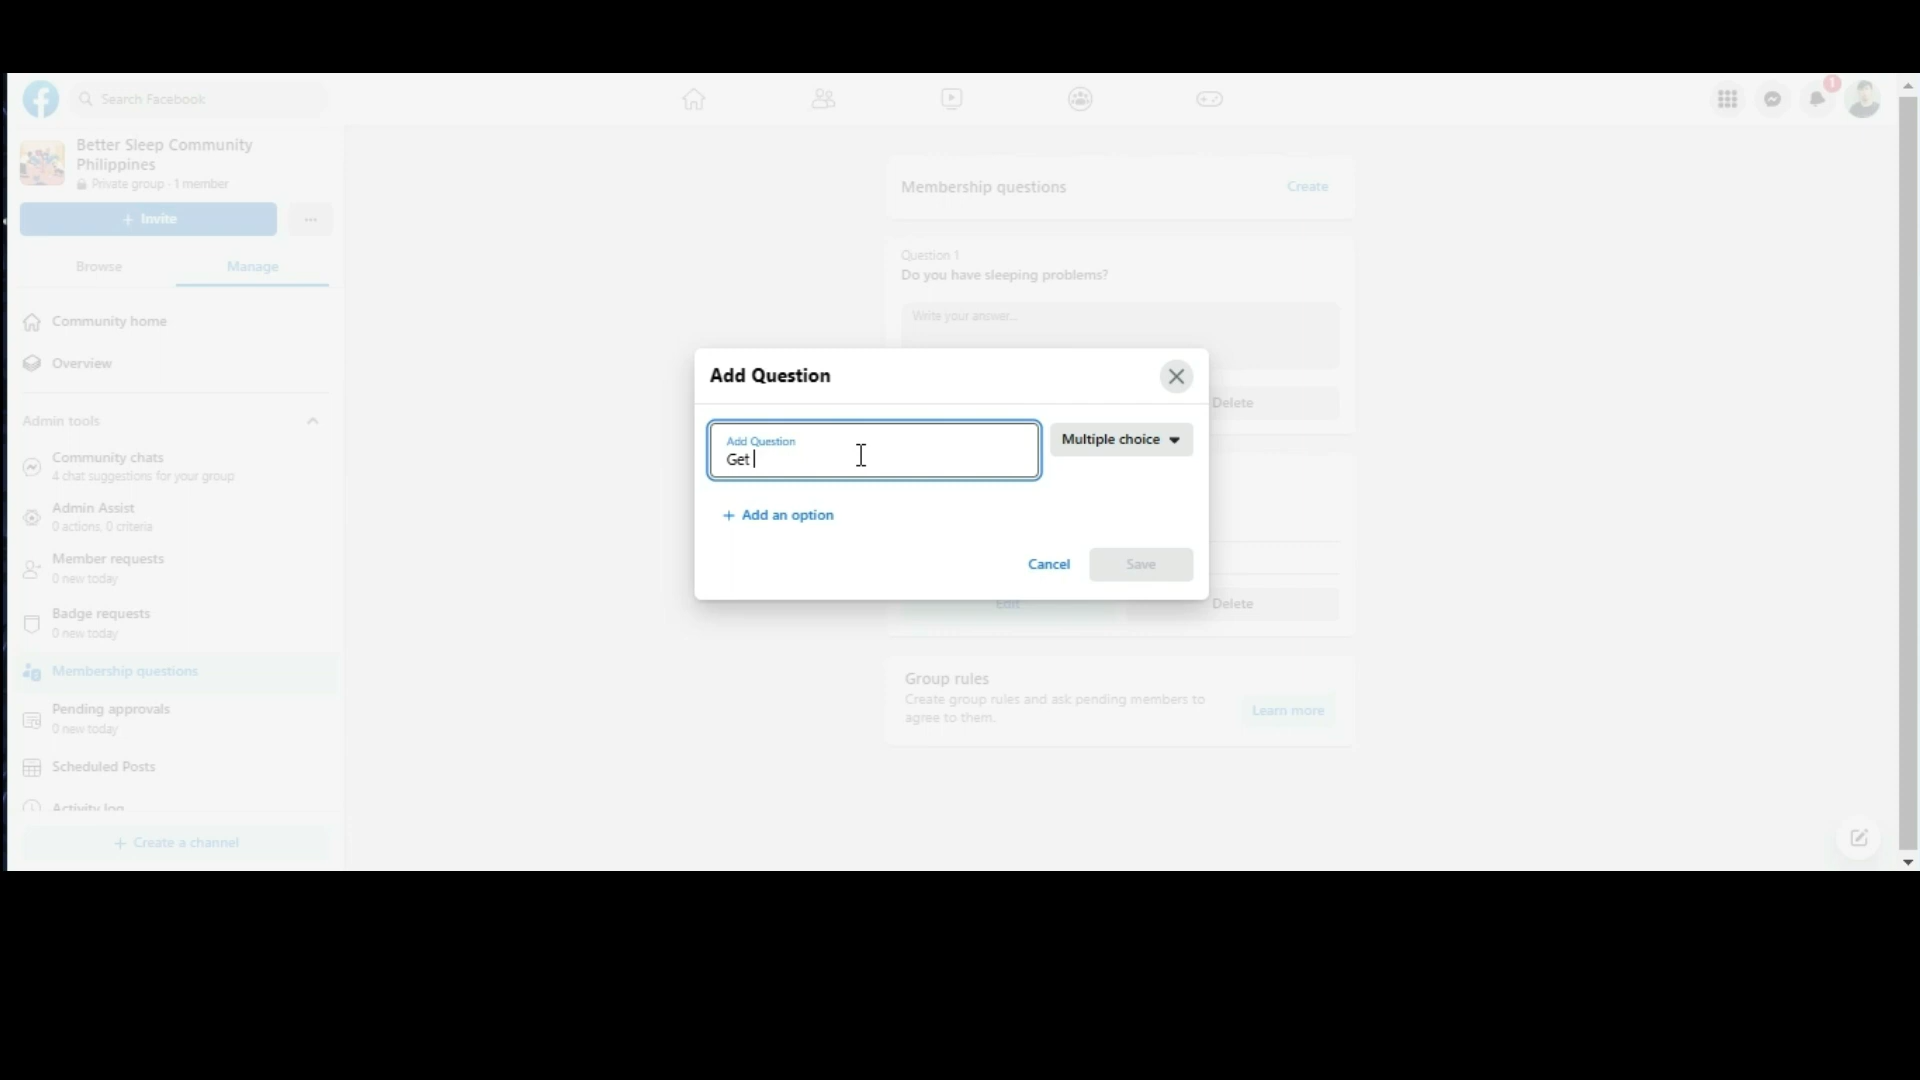 Search Facebook
1
Better Sleep Community
Philippines
Private group · 1 member
+ Invite
...
Browse
Manage
Community home
Overview
Admin tools
Community chats
4 chat suggestions for your group
Admin Assist
0 actions, 0 criteria
Member requests
0 new today
Badge requests
0 new today
Membership questions
Pending approvals
0 new today
Scheduled Posts
Activity log
+ Create a channel
Membership questions
Create
Question 1
Do you have sleeping problems?
Write your answer...
Delete
Add Question
Add Question
Get
Multiple choice
+ Add an option
Cancel
Save
Edit
Delete
Group rules
Create group rules and ask pending members to
agree to them.
Learn more